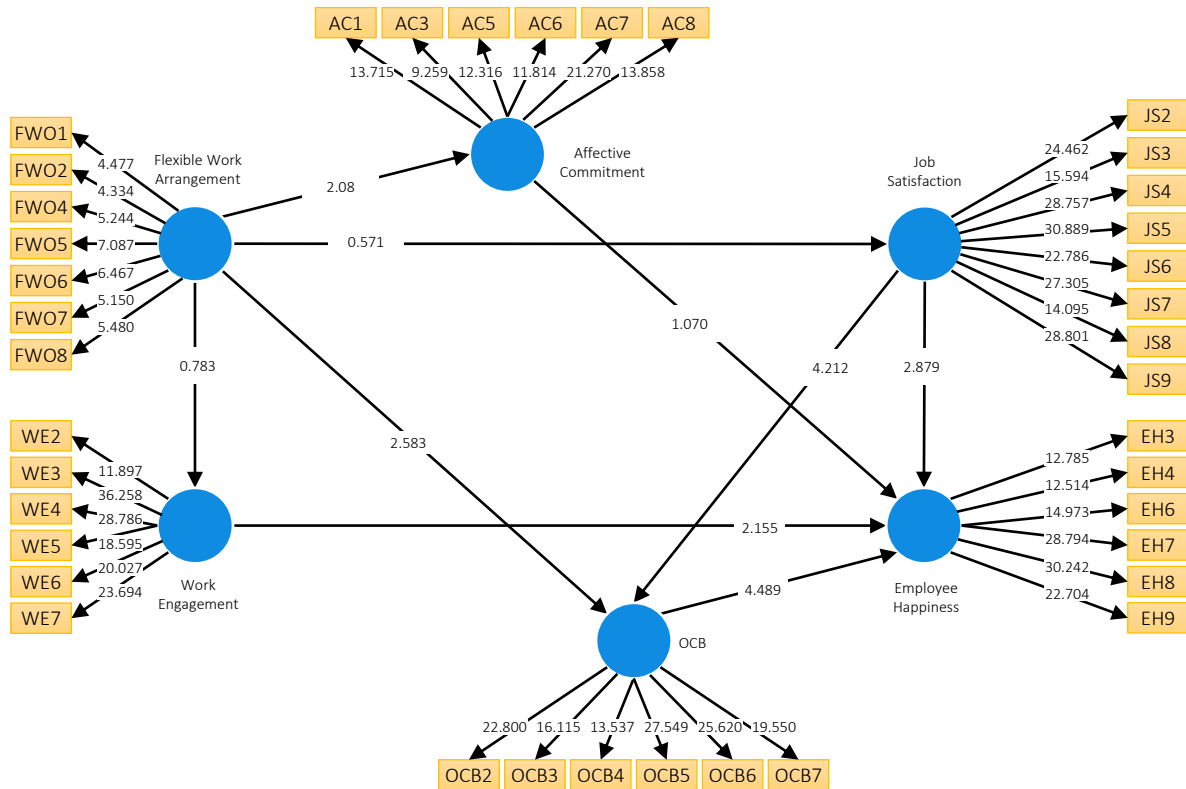 AC1 AC3 AC5 AC6 AC7 AC8
13.715 9.259 12.316 11.814 21.270 13.858
FWO1
FWO2
FWO4
FWO5
FWO6
FWO7
FWO8
4.477
4.334
5.244
7.087
6.467
5.150
5.480
Flexible Work
Arrangement
Affective
Commitment
Job
Satisfaction
JS2
JS3
JS4
JS5
JS6
JS7
JS8
JS9
24.462
15.594
28.757
30.889
22.786
27.305
14.095
28.801
2.08
0.571
1.070
0.783
4.212
2.879
2.583
WE2
WE3
WE4
WE5
WE6
WE7
11.897
36.258
28.786
18.595
20.027
23.694
Work
Engagement
2.155
4.489
EH3
EH4
EH6
EH7
EH8
EH9
12.785
12.514
14.973
28.794
30.242
22.704
Employee
Happiness
OCB
22.800 16.115 13.537 27.549 25.620 19.550
OCB2 OCB3 OCB4 OCB5 OCB6 OCB7